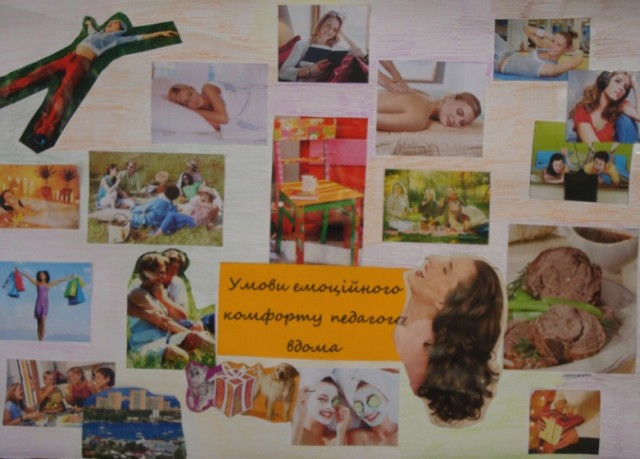 Умови емоційного
комфорту педагога
вдома